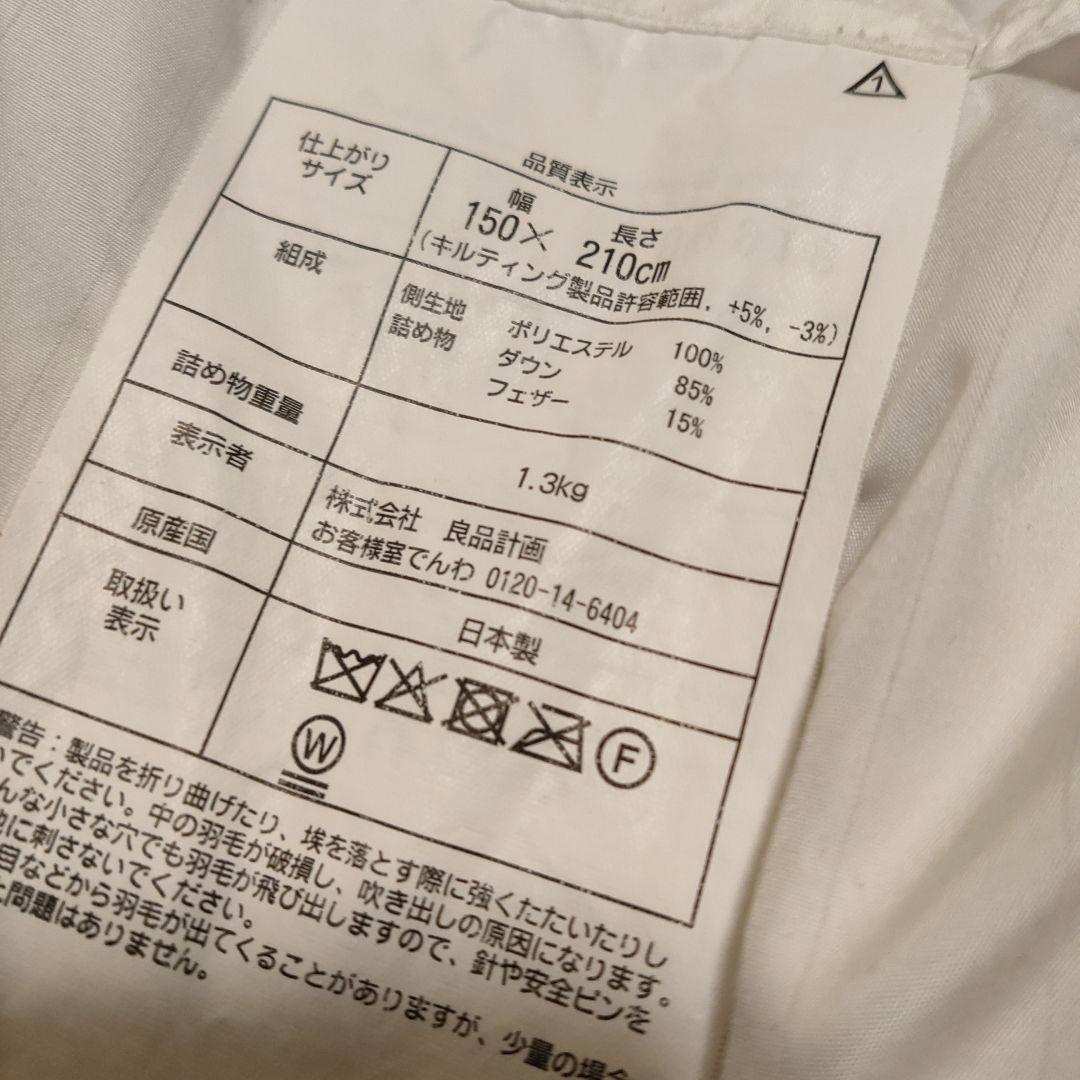 1
品質表示
仕上がり
サイズ
幅 長さ
150× 210cm
(キルティング製品許容範囲, +5%, -3%)
組成
側生地 ポリエステル 100%
詰め物 ダウン 85%
フェザー 15%
詰め物重量
1.3kg
表示者
株式会社 良品計画
お客様室でんわ 0120-14-6404
原産国
日本製
取扱い
表示
F
W
警告：製品を折り曲げたり、埃を落とす際に強くたたいたりし
いでください。中の羽毛が破損し、吹き出しの原因になります。
んな小さな穴でも羽毛が飛び出しますので、針や安全ピンを
地に刺さないでください。
目などから羽毛が出てくることがありますが、少量の場合
上問題はありません。